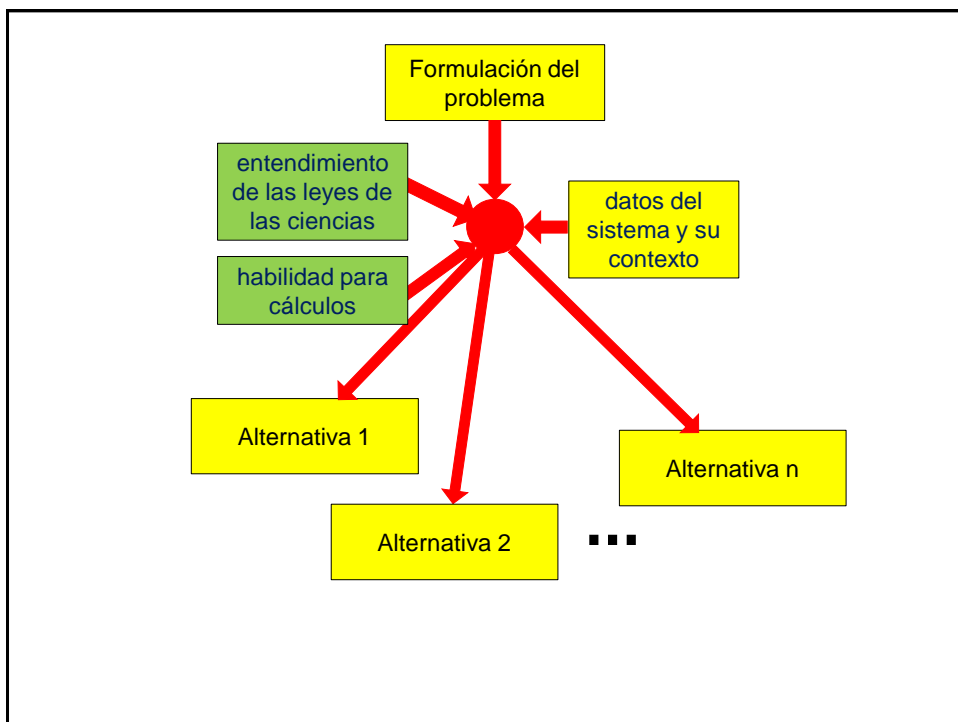 Formulación del
problema
entendimiento
de las leyes de
las ciencias
datos del
sistema y su
contexto
habilidad para
cálculos
Alternativa 1
Alternativa n
Alternativa 2
...